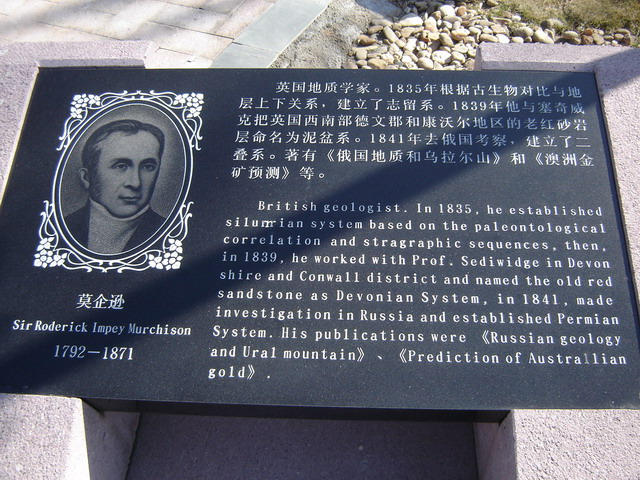 英国地质学家。1835年根据古生物对比与地
层上下关系，建立了志留系。1839年他与塞奇威
克把英国西南部德文郡和康沃尔地区的老红砂岩
层命名为泥盆系。1841年去俄国考察，建立了二
叠系。著有《俄国地质和乌拉尔山》和《澳洲金
矿预测》等。
British geologist. In 1835, he established
silurrian system based on the paleontological
correlation and stragraphic sequences, then,
in 1839, he worked with Prof. Sediwidge in Devon
shire and Conwall district and named the old red
sandstone as Devonian System, in 1841, made
investigation in Russia and established Permian
System. His publications were 《Russian geology
and Ural mountain》、《Prediction of Australlian
gold》.
莫企逊
Sir Roderick Impey Murchison
1792－1871